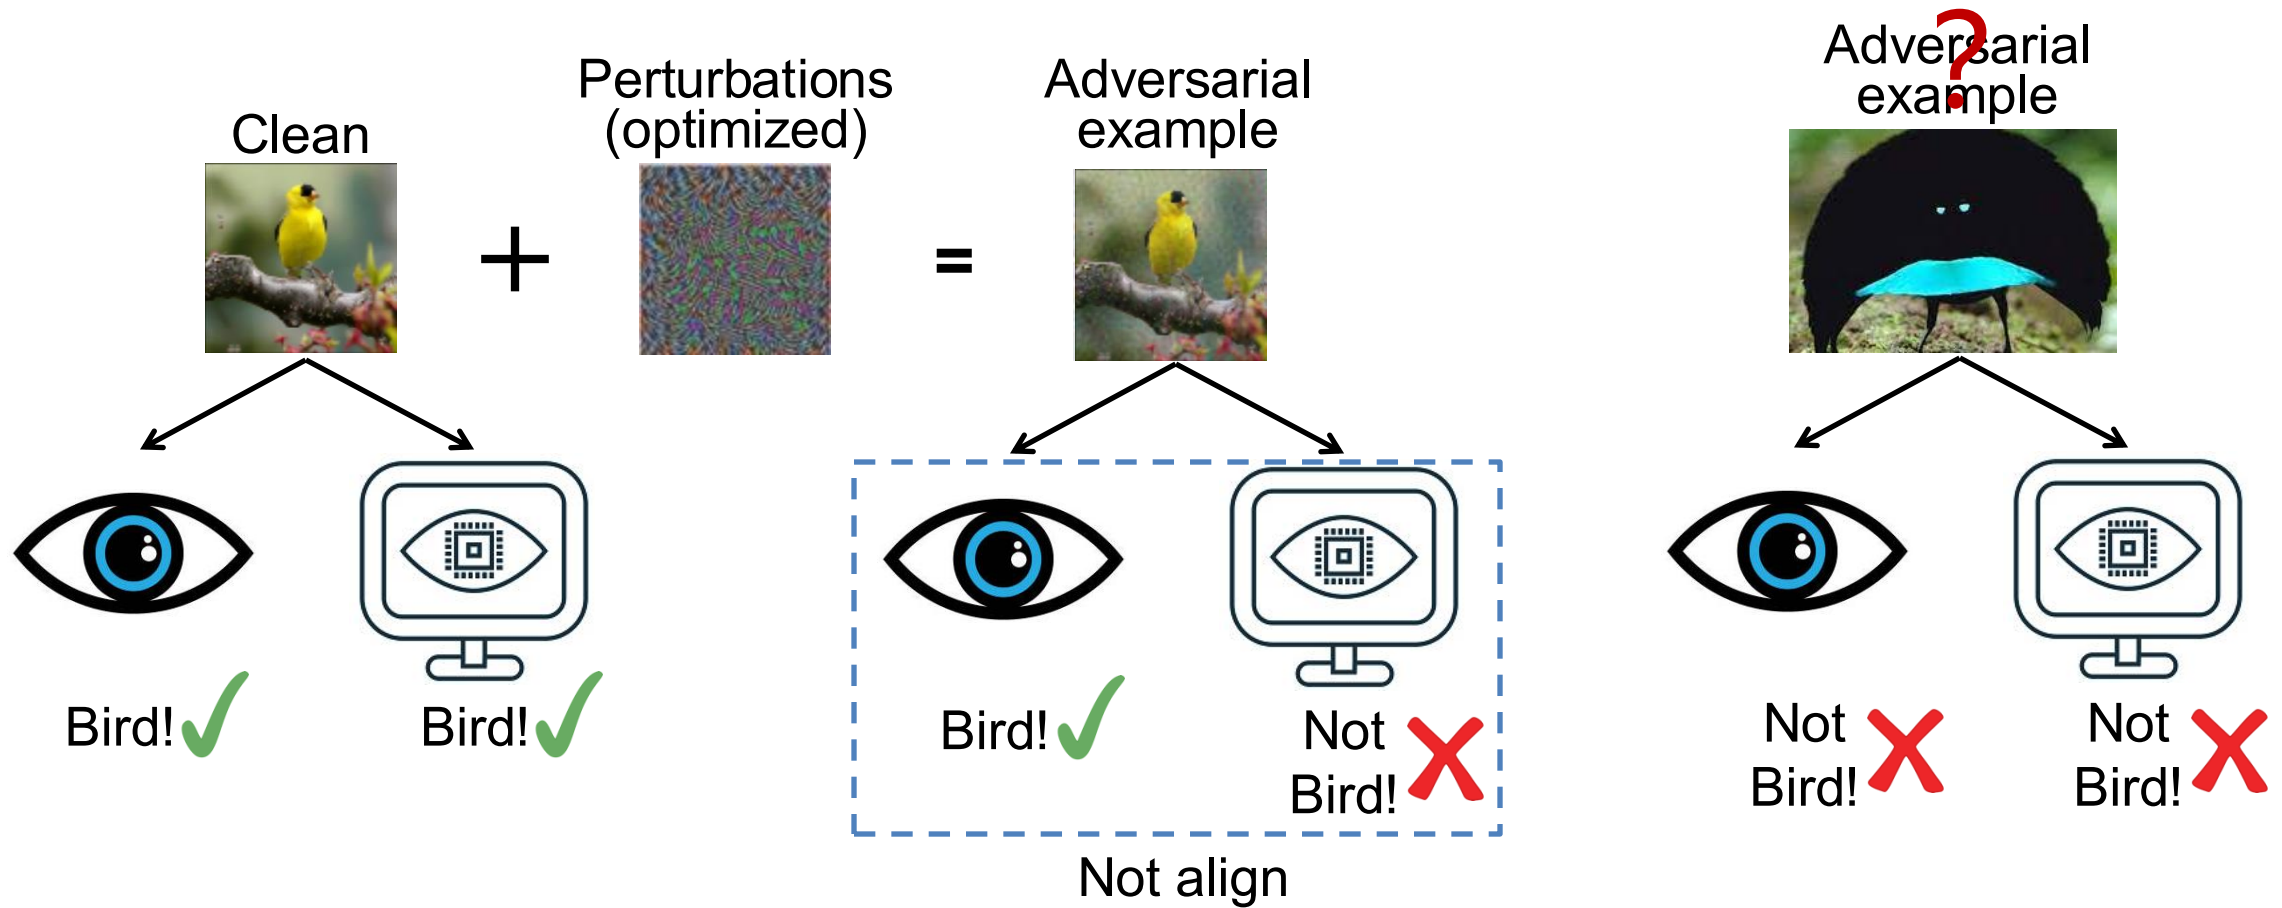 Clean
Perturbations
(optimized)
Adversarial
example
?
Adversarial
example
+
=
Bird!
Bird!
Bird!
Not
Bird!
Not
Bird!
Not
Bird!
Not align